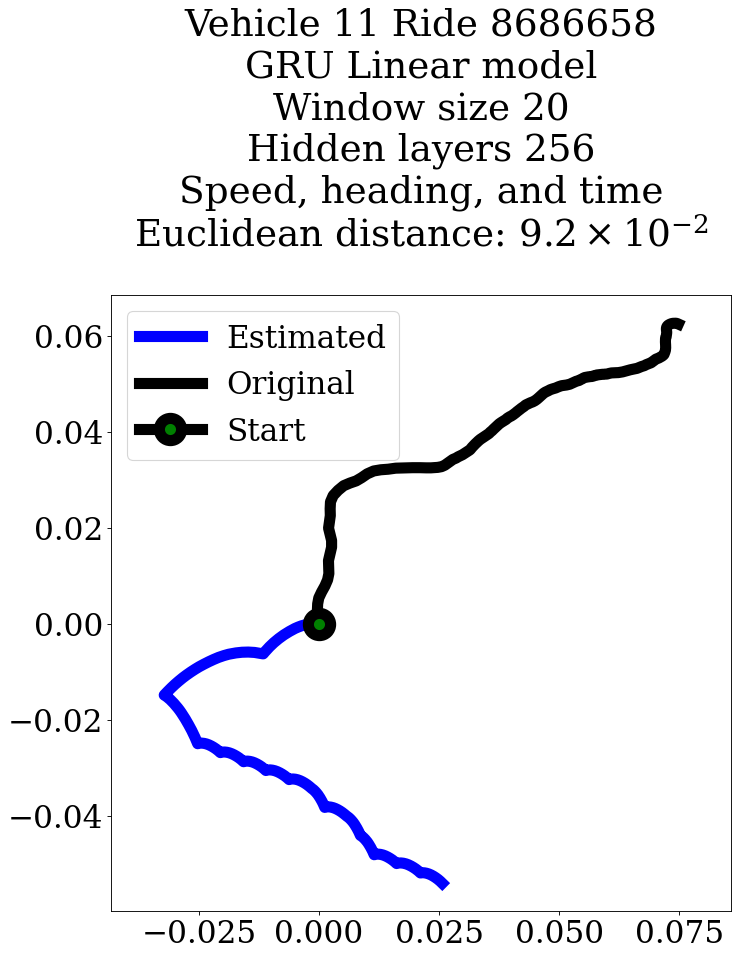 Vehicle 11 Ride 8686658
GRU Linear model
Window size 20
Hidden layers 256
Speed, heading, and time
Euclidean distance: 9.2 × 10⁻²
Estimated
Original
Start
0.06
0.04
0.02
0.00
−0.02
−0.04
−0.025 0.000 0.025 0.050 0.075